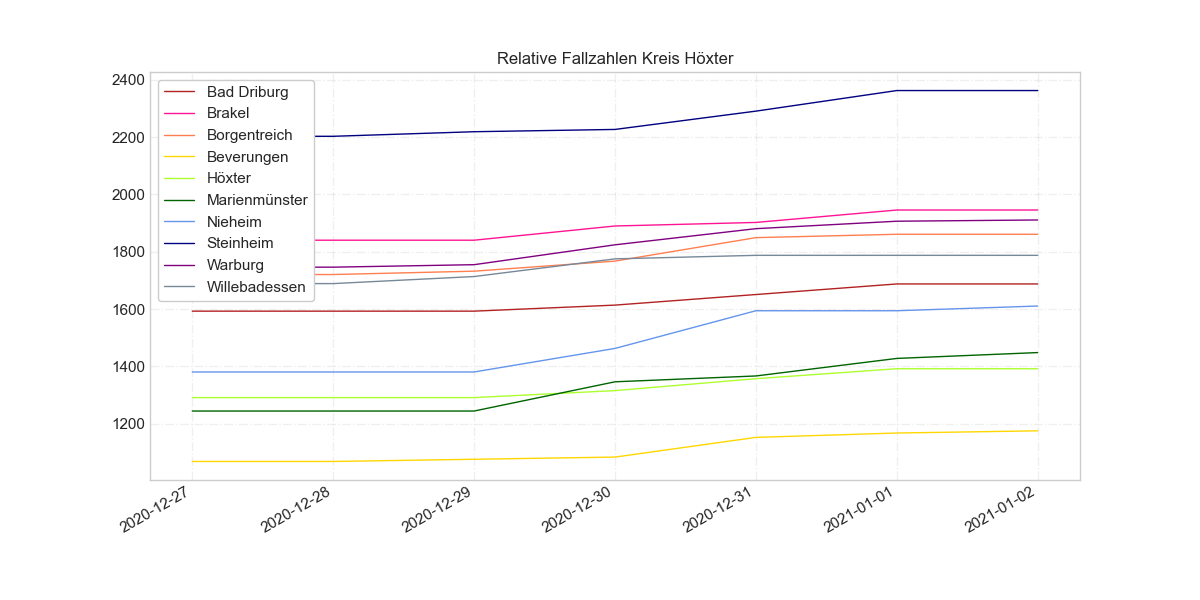 Relative Fallzahlen Kreis Höxter
2400
2200
2000
1800
1600
1400
1200
Bad Driburg
Brakel
Borgentreich
Beverungen
Höxter
Marienmünster
Nieheim
Steinheim
Warburg
Willebadessen
2020-12-27
2020-12-28
2020-12-29
2020-12-30
2020-12-31
2021-01-01
2021-01-02